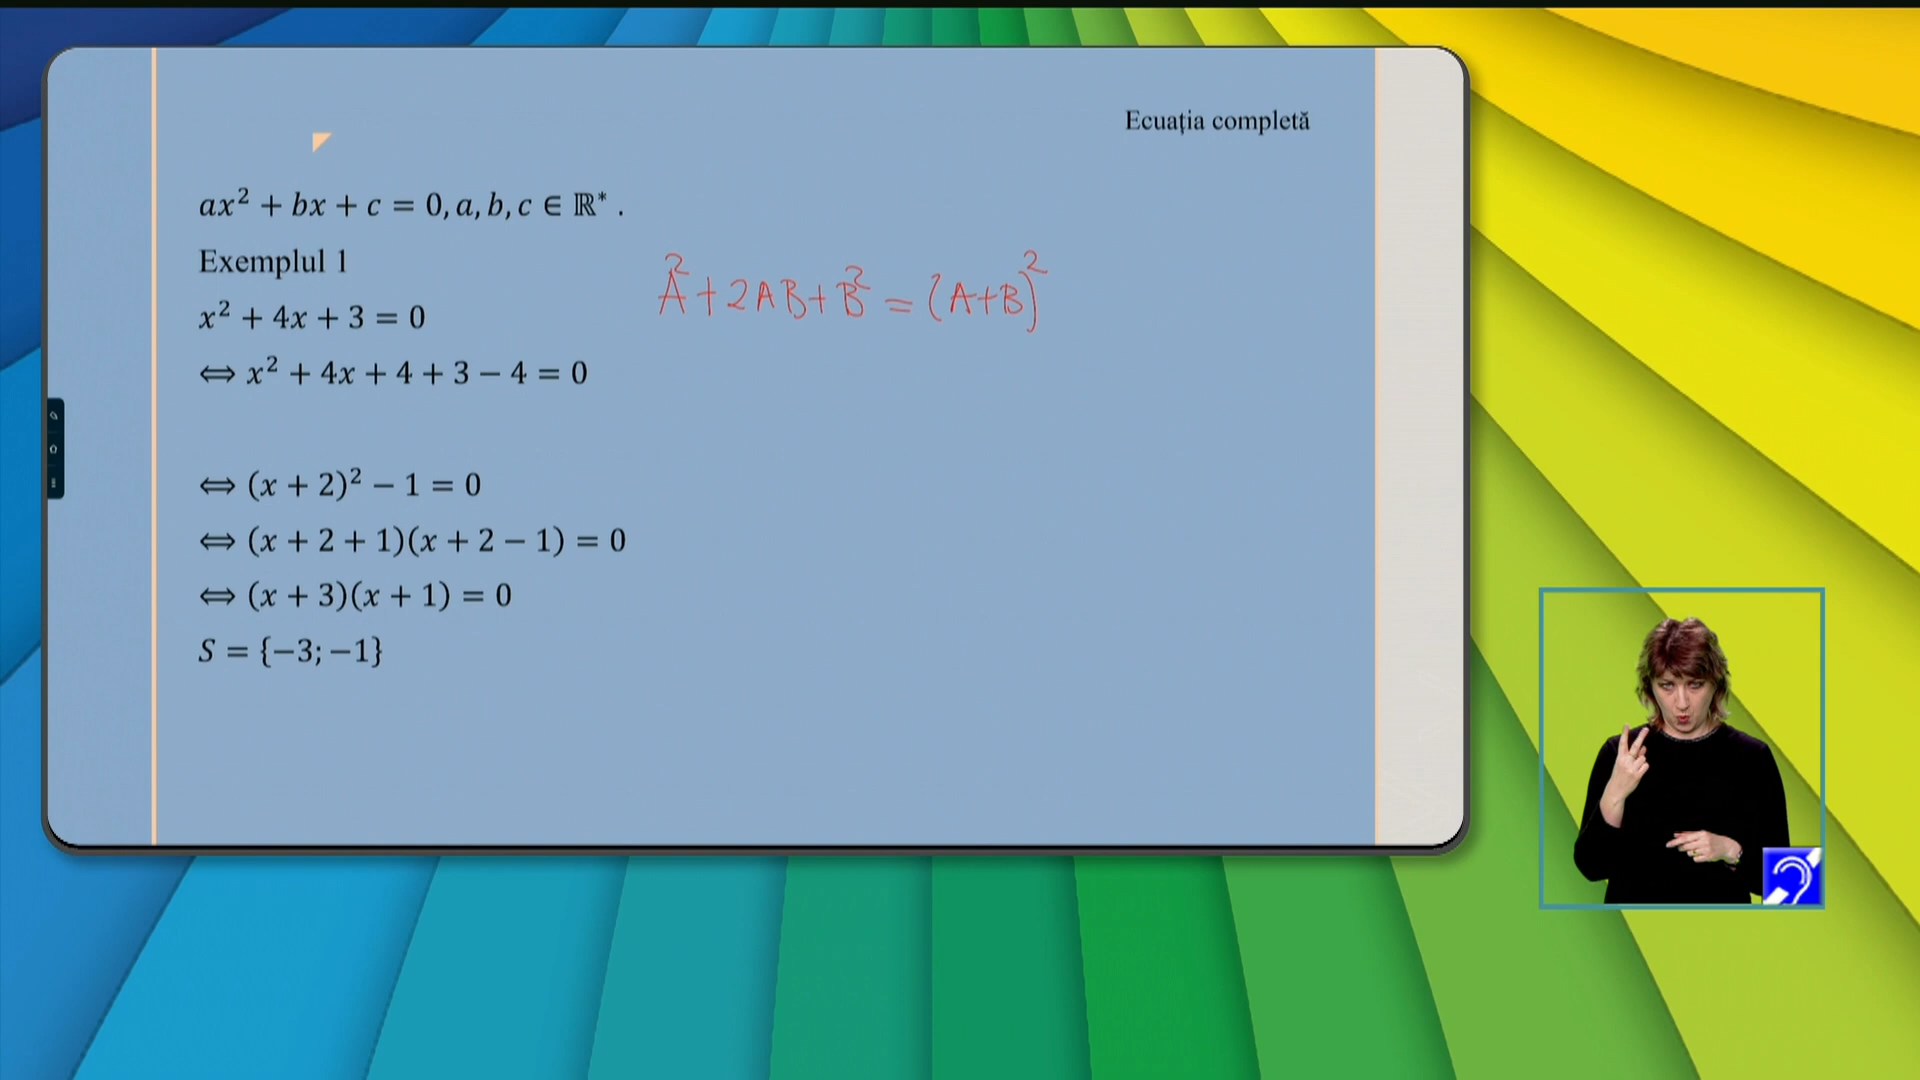 Ecuația completă
ax² + bx + c = 0, a, b, c ∈ ℝ* .
Exemplul 1
A² + 2AB + B² = (A+B)²
x² + 4x + 3 = 0
⟺ x² + 4x + 4 + 3 − 4 = 0
⟺ (x + 2)² − 1 = 0
⟺ (x + 2 + 1)(x + 2 − 1) = 0
⟺ (x + 3)(x + 1) = 0
S = {−3; −1}